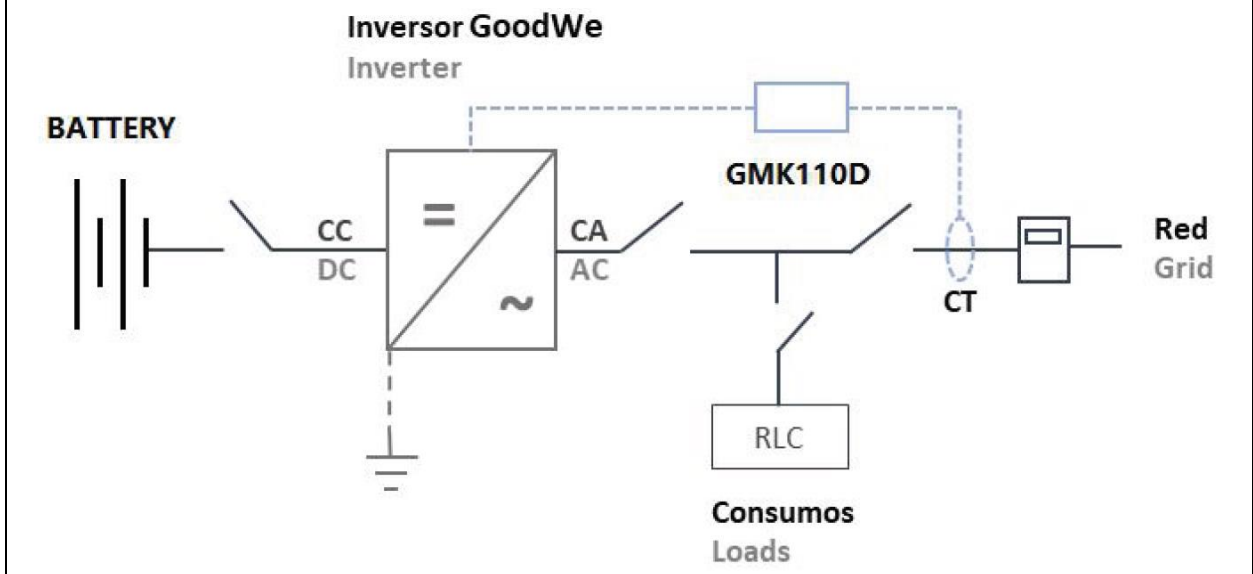 Inversor GoodWe
Inverter
BATTERY
GMK110D
CC
DC
=
~
CA
AC
CT
Red
Grid
RLC
Consumos
Loads